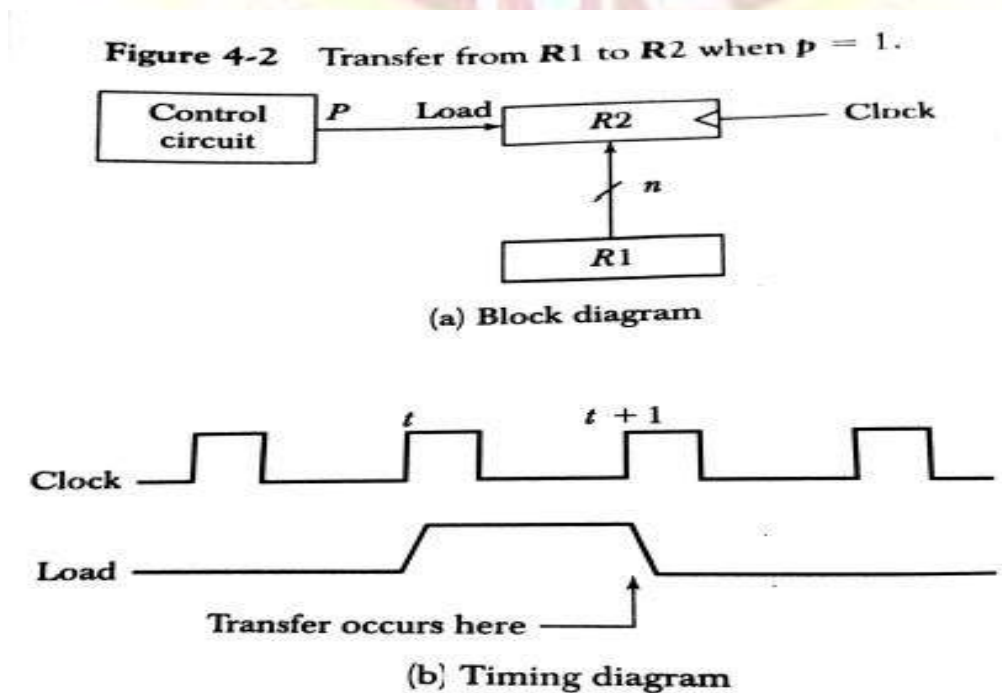 Figure 4-2 Transfer from R1 to R2 when p = 1.
Control
circuit
P
Load
R2
Clock
n
R1
(a) Block diagram
t
t + 1
Clock
Load
Transfer occurs here
(b) Timing diagram